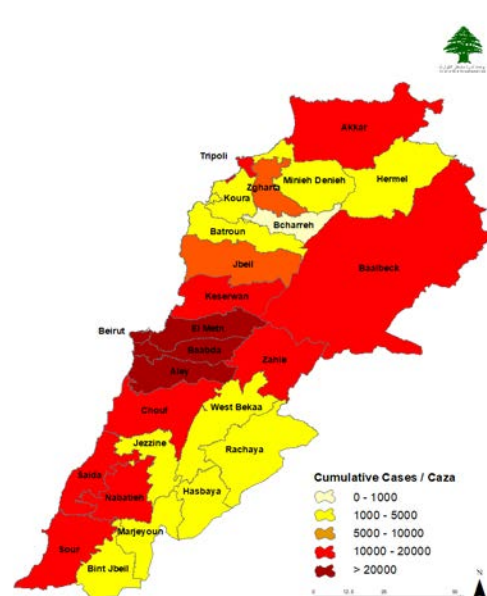 Akkar
Tripoli
Zgharta
Minieh Denieh
Hermel
Koura
Bcharreh
Batroun
Baalbeck
Jbeil
Keserwan
Beirut
El Metn
Baabda
Zahle
Aley
Chouf
West Bekaa
Jezzine
Rachaya
Saida
Nabatieh
Hasbaya
Marjeyoun
Sour
Bint Jbeil
Cumulative Cases / Caza
0 - 1000
1000 - 5000
5000 - 10000
10000 - 20000
> 20000
N